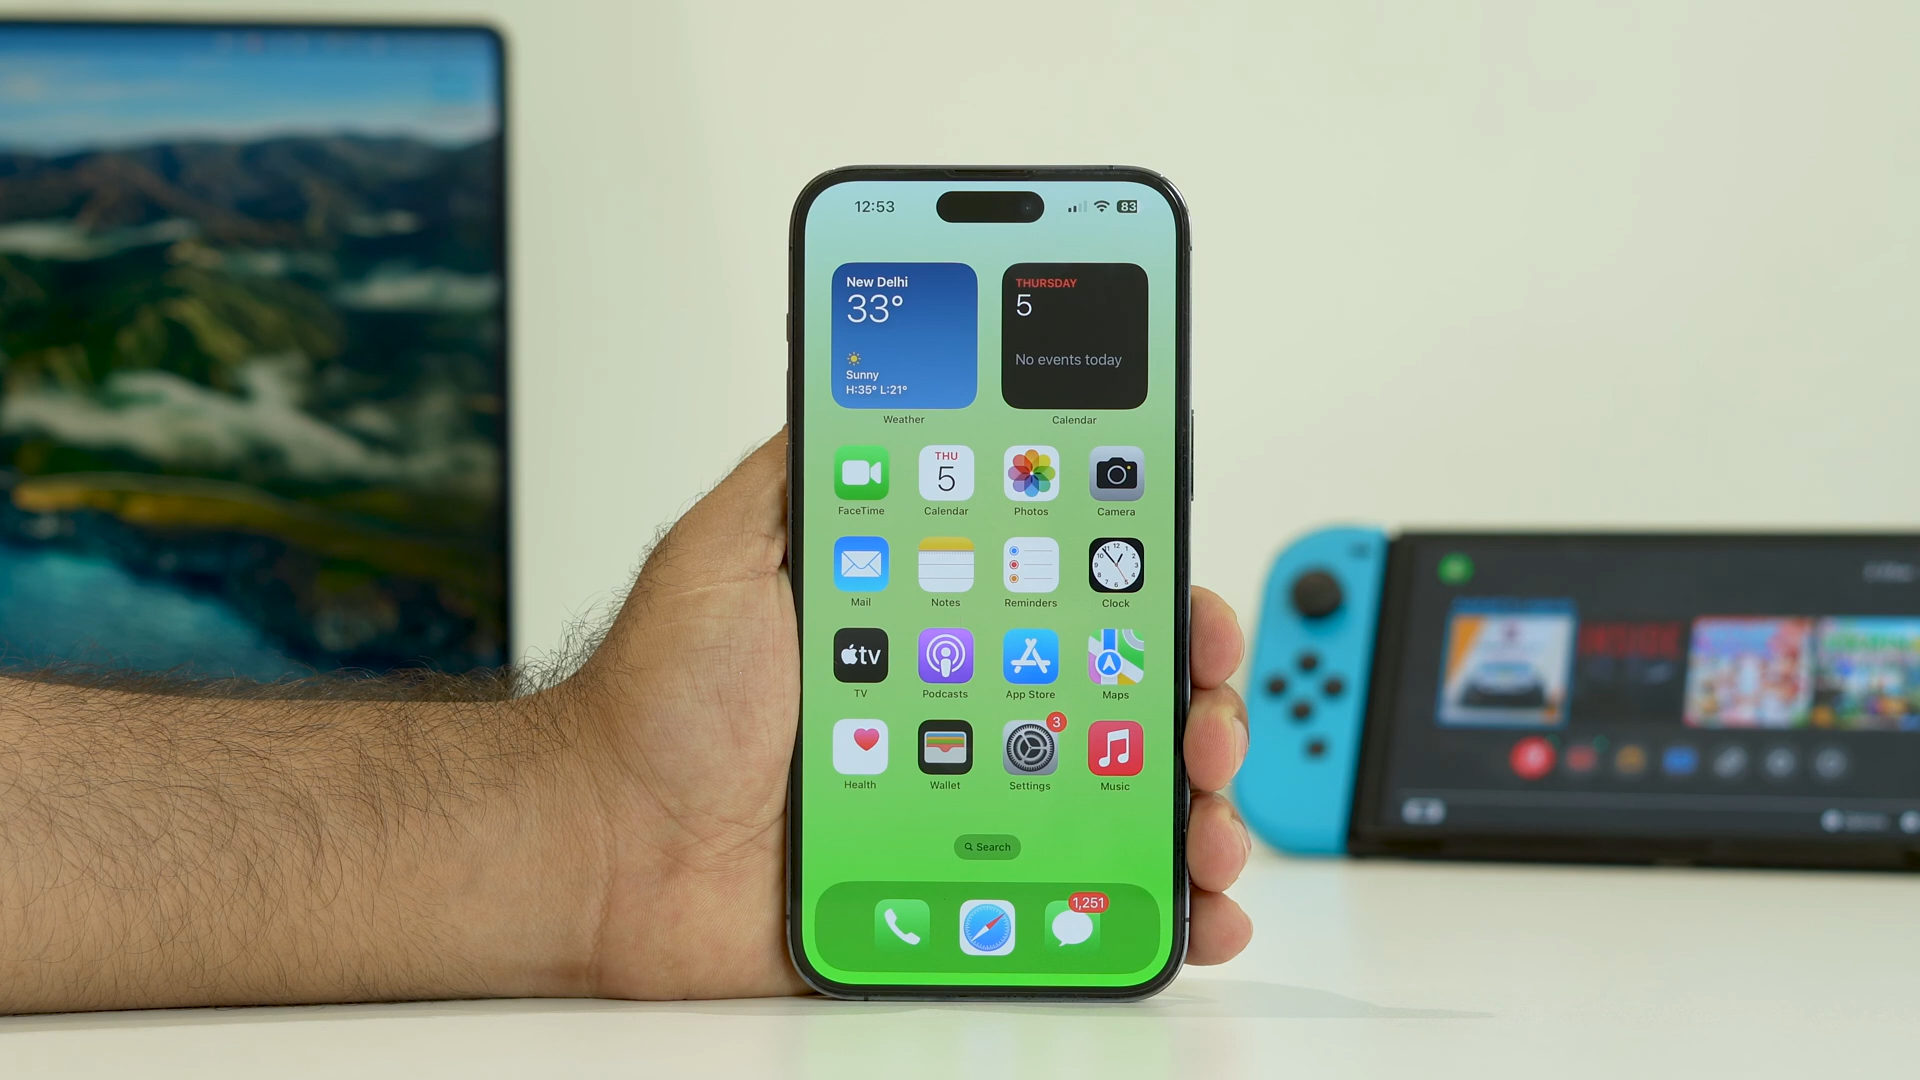 12:53
83
New Delhi
33°
Sunny
H:35° L:21°
Weather
THURSDAY
5
No events today
Calendar
FaceTime
THU
5
Calendar
Photos
Camera
Mail
Notes
Reminders
Clock
tv
TV
Podcasts
App Store
Maps
Health
Wallet
3
Settings
Music
Search
1,251
INSIDE